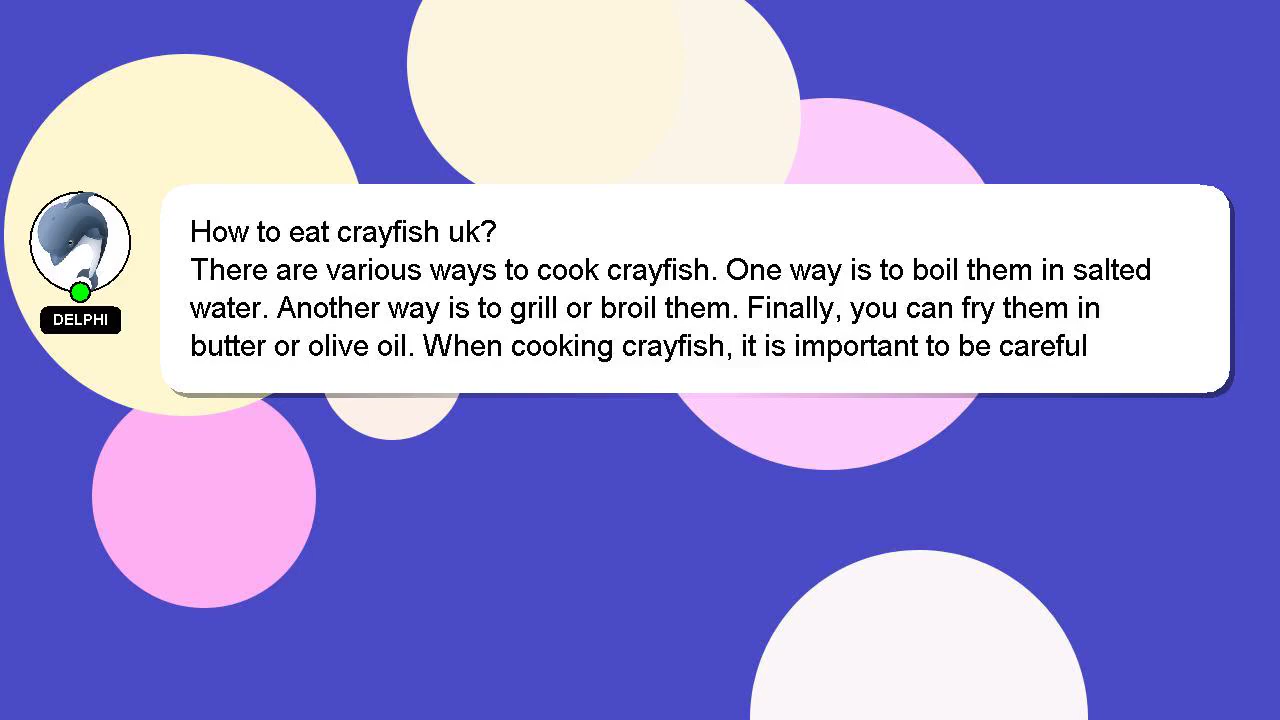 How to eat crayfish uk?
There are various ways to cook crayfish. One way is to boil them in salted
water. Another way is to grill or broil them. Finally, you can fry them in
butter or olive oil. When cooking crayfish, it is important to be careful
DELPHI